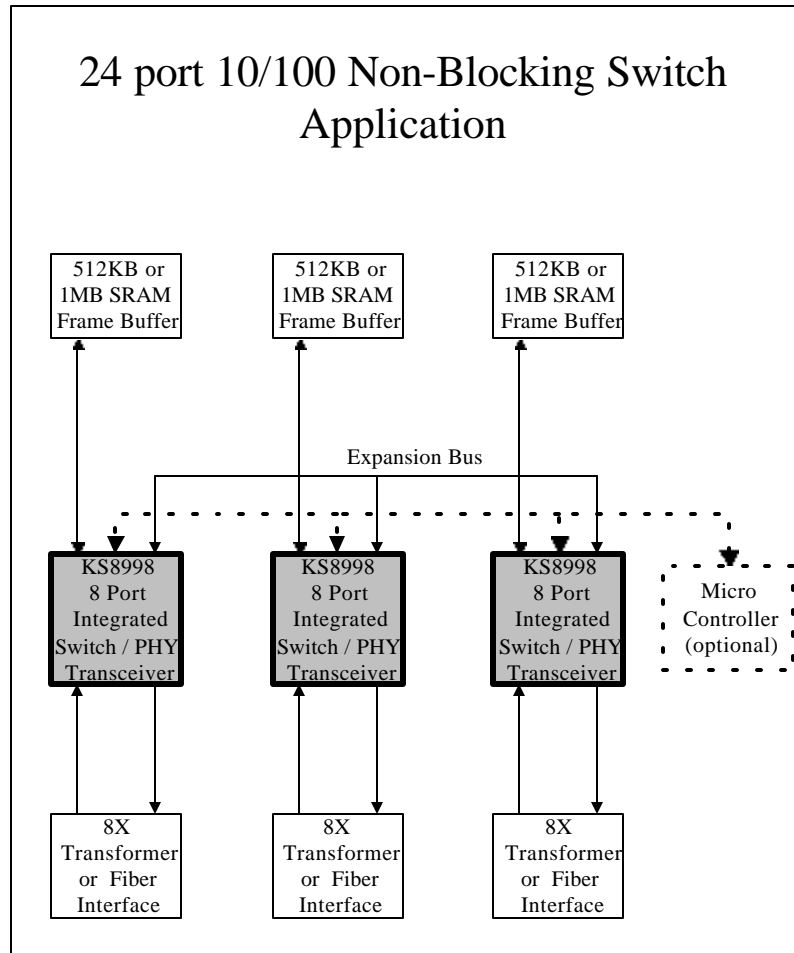 24 port 10/100 Non-Blocking Switch
Application
512KB or
1MB SRAM
Frame Buffer
512KB or
1MB SRAM
Frame Buffer
512KB or
1MB SRAM
Frame Buffer
Expansion Bus
KS8998
8 Port
Integrated
Switch / PHY
Transceiver
KS8998
8 Port
Integrated
Switch / PHY
Transceiver
KS8998
8 Port
Integrated
Switch / PHY
Transceiver
Micro
Controller
(optional)
8X
Transformer
or Fiber
Interface
8X
Transformer
or Fiber
Interface
8X
Transformer
or Fiber
Interface